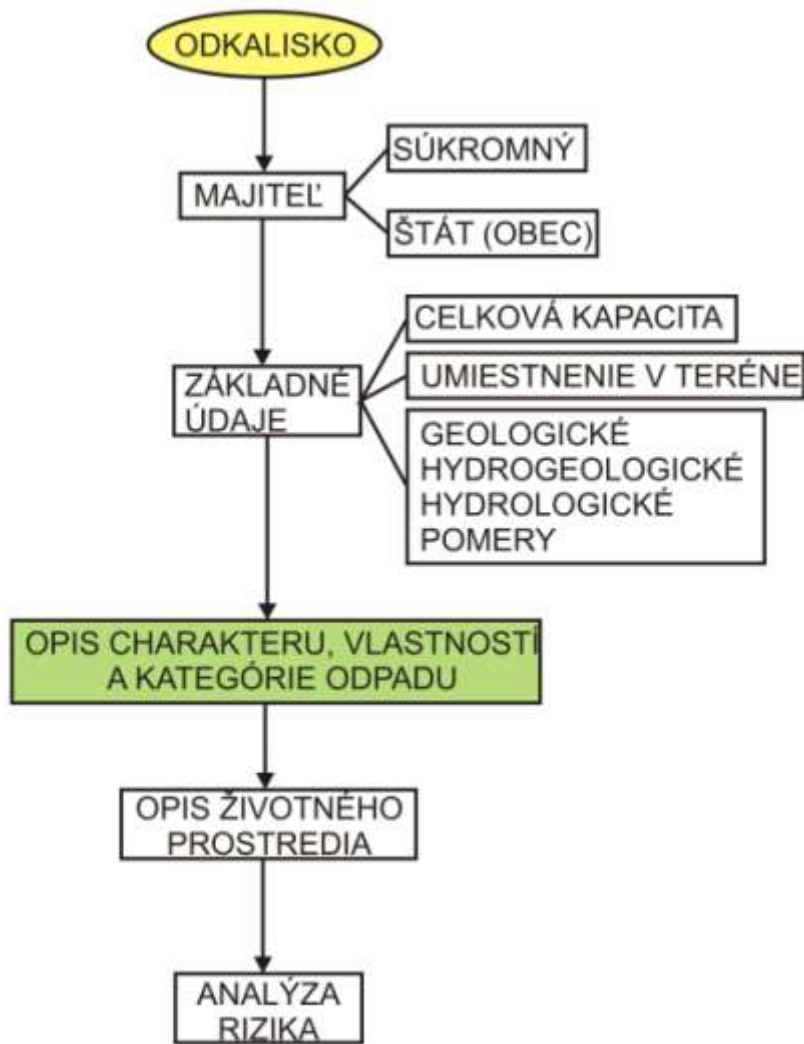 ODKALISKO
SÚKROMNÝ
MAJITEĽ
ŠTÁT (OBEC)
CELKOVÁ KAPACITA
ZÁKLADNÉ
ÚDAJE
UMIESTNENIE V TERÉNE
GEOLOGICKÉ
HYDROGEOLOGICKÉ
HYDROLOGICKÉ
POMERY
OPIS CHARAKTERU, VLASTNOSTÍ
A KATEGÓRIE ODPADU
OPIS ŽIVOTNÉHO
PROSTREDIA
ANALÝZA
RIZIKA